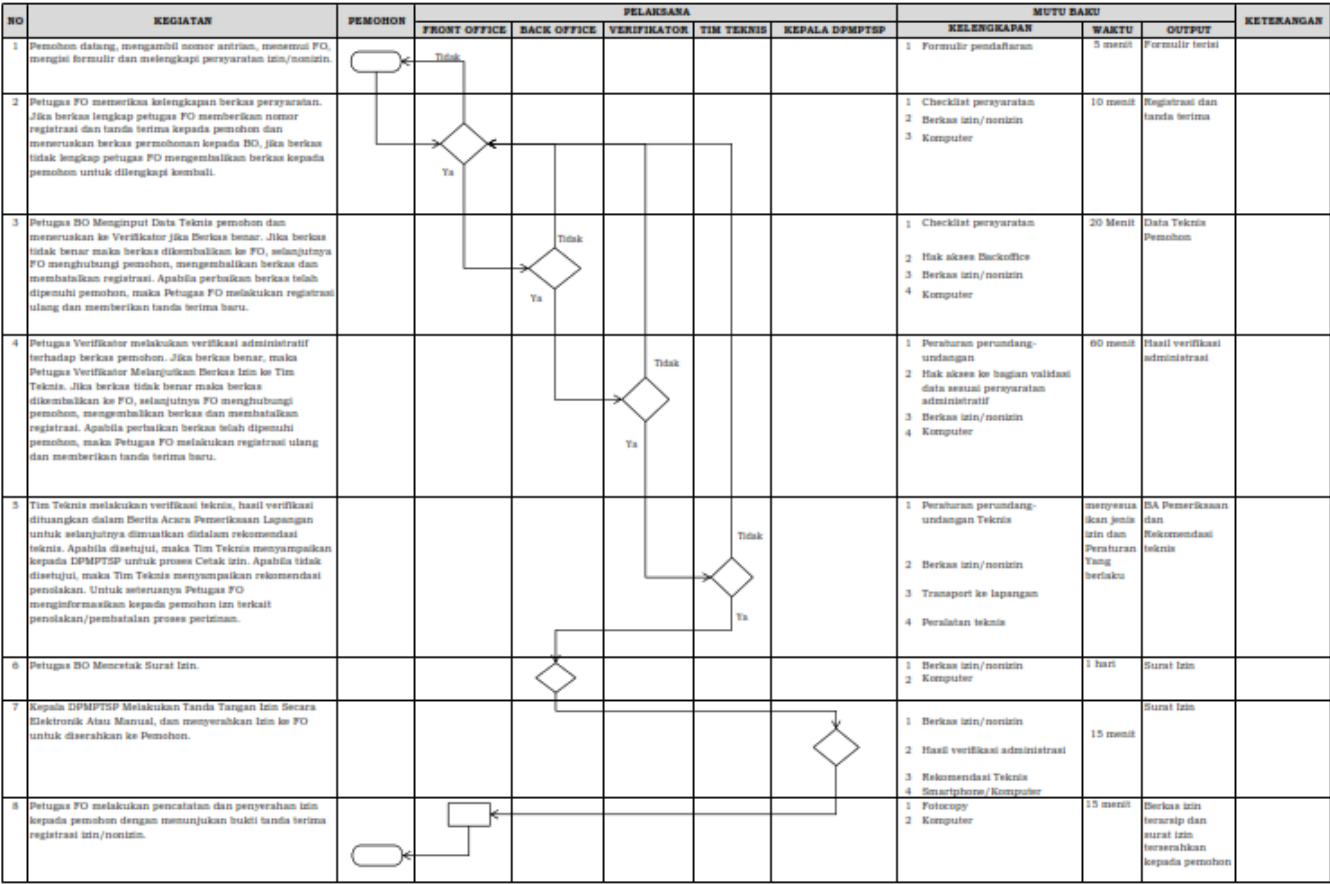 NO KEGIATAN PEMOHON PELAKSANA MUTU BAKU KETERANGAN
FRONT OFFICE BACK OFFICE VERIFIKATOR TIM TEKNIS KEPALA DPMPTSP KELENGKAPAN WAKTU OUTPUT
1 Pemohon datang, mengambil nomor antrian, menemui FO,
mengisi formulir dan melengkapi persyaratan izin/nonizin.
Tidak
1 Formulir pendaftaran
5 menit
Formulir terisi
2 Petugas FO memeriksa kelengkapan berkas persyaratan.
Jika berkas lengkap petugas FO memberikan nomor
registrasi dan tanda terima kepada pemohon dan
meneruskan berkas permohonan kepada BO, jika berkas
tidak lengkap petugas FO mengembalikan berkas kepada
pemohon untuk dilengkapi kembali.
Ya
1 Checklist persyaratan
2 Berkas izin/nonizin
3 Komputer
10 menit
Registrasi dan
tanda terima
3 Petugas BO Menginput Data Teknis pemohon dan
meneruskan ke Verifikator jika Berkas benar. Jika berkas
tidak benar maka berkas dikembalikan ke FO, selanjutnya
FO menghubungi pemohon, mengembalikan berkas dan
membatalkan registrasi. Apabila perbaikan berkas telah
dipenuhi pemohon, maka Petugas FO melakukan registrasi
ulang dan memberikan tanda terima baru.
Tidak
Ya
1 Checklist persyaratan
2 Hak akses Backoffice
3 Berkas izin/nonizin
4 Komputer
20 Menit
Data Teknis
Pemohon
4 Petugas Verifikator melakukan verifikasi administratif
terhadap berkas pemohon. Jika berkas benar, maka
Petugas Verifikator Melanjutkan Berkas Izin ke Tim
Teknis. Jika berkas tidak benar maka berkas
dikembalikan ke FO, selanjutnya FO menghubungi
pemohon, mengembalikan berkas dan membatalkan
registrasi. Apabila perbaikan berkas telah dipenuhi
pemohon, maka Petugas FO melakukan registrasi ulang
dan memberikan tanda terima baru.
Tidak
Ya
1 Peraturan perundang-
undangan
2 Hak akses ke bagian validasi
data sesuai persyaratan
administratif
3 Berkas izin/nonizin
4 Komputer
60 menit
Hasil verifikasi
administrasi
5 Tim Teknis melakukan verifikasi teknis, hasil verifikasi
dituangkan dalam Berita Acara Pemeriksaan Lapangan
untuk selanjutnya dimuatkan didalam rekomendasi
teknis. Apabila disetujui, maka Tim Teknis menyampaikan
kepada DPMPTSP untuk proses Cetak izin. Apabila tidak
disetujui, maka Tim Teknis menyampaikan rekomendasi
penolakan. Untuk seterusnya Petugas FO
menginformasikan kepada pemohon izn terkait
penolakan/pembatalan proses perizinan.
Tidak
Ya
1 Peraturan perundang-
undangan Teknis
2 Berkas izin/nonizin
3 Transport ke lapangan
4 Peralatan teknis
menyesua
ikan jenis
izin dan
Peraturan
Yang
berlaku
BA Pemeriksaan
dan
Rekomendasi
teknis
6 Petugas BO Mencetak Surat Izin.
1 Berkas izin/nonizin
2 Komputer
1 hari
Surat Izin
7 Kepala DPMPTSP Melakukan Tanda Tangan Izin Secara
Elektronik Atau Manual, dan menyerahkan Izin ke FO
untuk diserahkan ke Pemohon.
1 Berkas izin/nonizin
2 Hasil verifikasi administrasi
3 Rekomendasi Teknis
4 Smartphone/Komputer
15 menit
Surat Izin
8 Petugas FO melakukan pencatatan dan penyerahan izin
kepada pemohon dengan menunjukan bukti tanda terima
registrasi izin/nonizin.
1 Fotocopy
2 Komputer
15 menit
Berkas izin
terarsip dan
surat izin
terserahkan
kepada pemohon